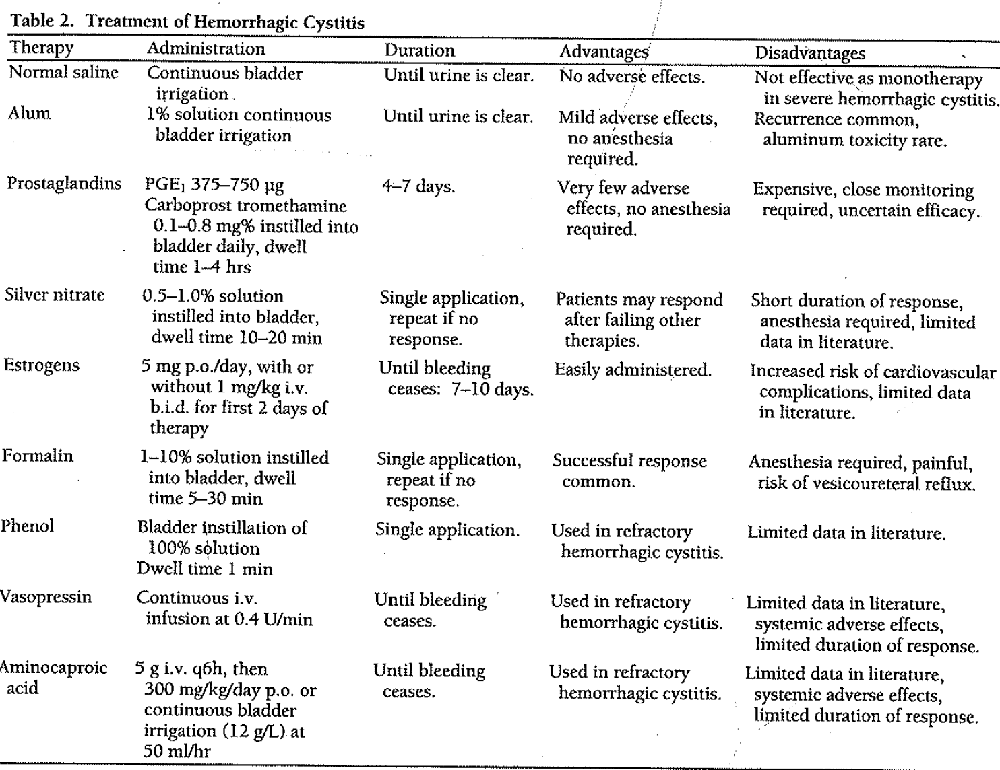 Table 2. Treatment of Hemorrhagic Cystitis
Therapy Administration Duration Advantages Disadvantages
Normal saline Continuous bladder Until urine is clear. No adverse effects. Not effective as monotherapy
irrigation in severe hemorrhagic cystitis.
Alum 1% solution continuous Until urine is clear. Mild adverse effects, Recurrence common,
bladder irrigation no anesthesia aluminum toxicity rare.
required.
Prostaglandins PGE₁ 375–750 µg 4–7 days. Very few adverse Expensive, close monitoring
Carboprost tromethamine effects, no anesthesia required, uncertain efficacy.
0.1–0.8 mg% instilled into required.
bladder daily, dwell
time 1–4 hrs
Silver nitrate 0.5–1.0% solution Single application, Patients may respond Short duration of response,
instilled into bladder, repeat if no after failing other anesthesia required, limited
dwell time 10–20 min response. therapies. data in literature.
Estrogens 5 mg p.o./day, with or Until bleeding Easily administered. Increased risk of cardiovascular
without 1 mg/kg i.v. ceases: 7–10 days. complications, limited data
b.i.d. for first 2 days of in literature.
therapy
Formalin 1–10% solution instilled Single application, Successful response Anesthesia required, painful,
into bladder, dwell repeat if no common. risk of vesicoureteral reflux.
time 5–30 min response.
Phenol Bladder instillation of Single application. Used in refractory Limited data in literature.
100% solution hemorrhagic cystitis.
Dwell time 1 min
Vasopressin Continuous i.v. Until bleeding Used in refractory Limited data in literature,
infusion at 0.4 U/min ceases. hemorrhagic cystitis. systemic adverse effects,
limited duration of response.
Aminocaproic 5 g i.v. q6h, then Until bleeding Used in refractory Limited data in literature,
acid 300 mg/kg/day p.o. or ceases. hemorrhagic cystitis. systemic adverse effects,
continuous bladder limited duration of response.
irrigation (12 g/L) at
50 ml/hr